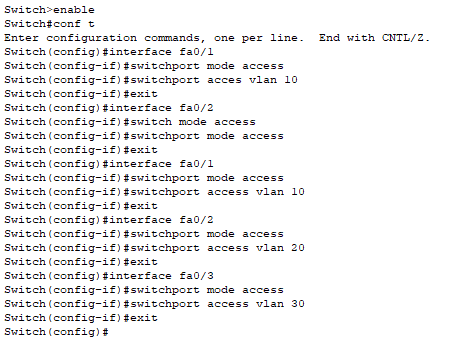 Switch>enable
Switch#conf t
Enter configuration commands, one per line.  End with CNTL/Z.
Switch(config)#interface fa0/1
Switch(config-if)#switchport mode access
Switch(config-if)#switchport acces vlan 10
Switch(config-if)#exit
Switch(config)#interface fa0/2
Switch(config-if)#switch mode access
Switch(config-if)#switchport mode access
Switch(config-if)#exit
Switch(config)#interface fa0/1
Switch(config-if)#switchport mode access
Switch(config-if)#switchport access vlan 10
Switch(config-if)#exit
Switch(config)#interface fa0/2
Switch(config-if)#switchport mode access
Switch(config-if)#switchport access vlan 20
Switch(config-if)#exit
Switch(config)#interface fa0/3
Switch(config-if)#switchport mode access
Switch(config-if)#switchport access vlan 30
Switch(config-if)#exit
Switch(config)#